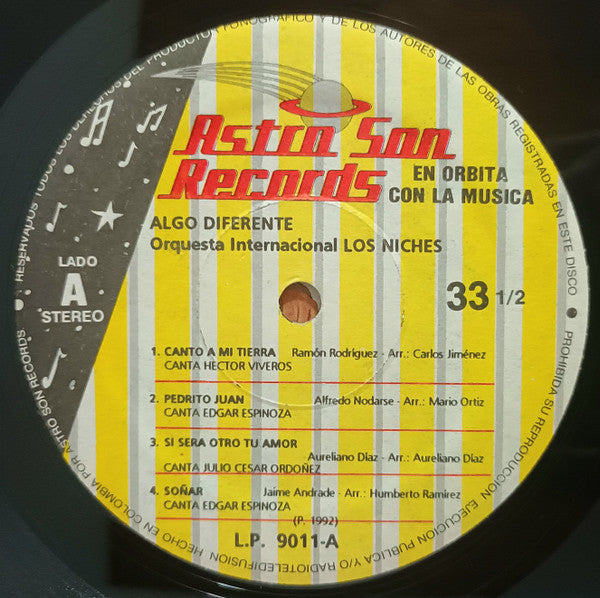 RESERVADOS TODOS LOS DERECHOS DEL PRODUCTOR FONOGRAFICO Y DE LOS AUTORES DE LAS OBRAS REGISTRADAS EN ESTE DISCO
Astro Son
Records
EN ORBITA
CON LA MUSICA
ALGO DIFERENTE
Orquesta Internacional LOS NICHES
LADO
A
STEREO
33 1/2
1. CANTO A MI TIERRA Ramón Rodríguez - Arr.: Carlos Jiménez
CANTA HECTOR VIVEROS
2. PEDRITO JUAN Alfredo Nodarse - Arr.: Mario Ortiz
CANTA EDGAR ESPINOZA
3. SI SERA OTRO TU AMOR
Aureliano Díaz - Arr.: Aureliano Díaz
CANTA JULIO CESAR ORDOÑEZ
4. SOÑAR Jaime Andrade - Arr.: Humberto Ramírez
CANTA EDGAR ESPINOZA
(P. 1992)
L.P. 9011-A
PROHIBIDA SU REPRODUCCION EJECUCION PUBLICA Y/O RADIOTELEDIFUSION HECHO EN COLOMBIA POR ASTRO SON RECORDS